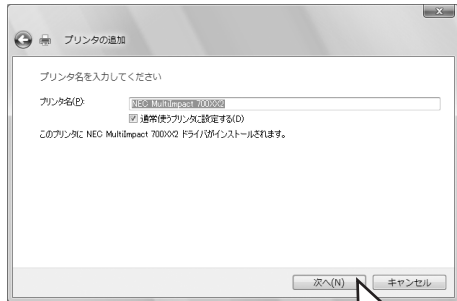 プリンタの追加
プリンタ名を入力してください
プリンタ名(P): NEC MultiImpact 700XX2
通常使うプリンタに設定する(D)
このプリンタに NEC MultiImpact 700XX2 ドライバがインストールされます。
次へ(N) キャンセル